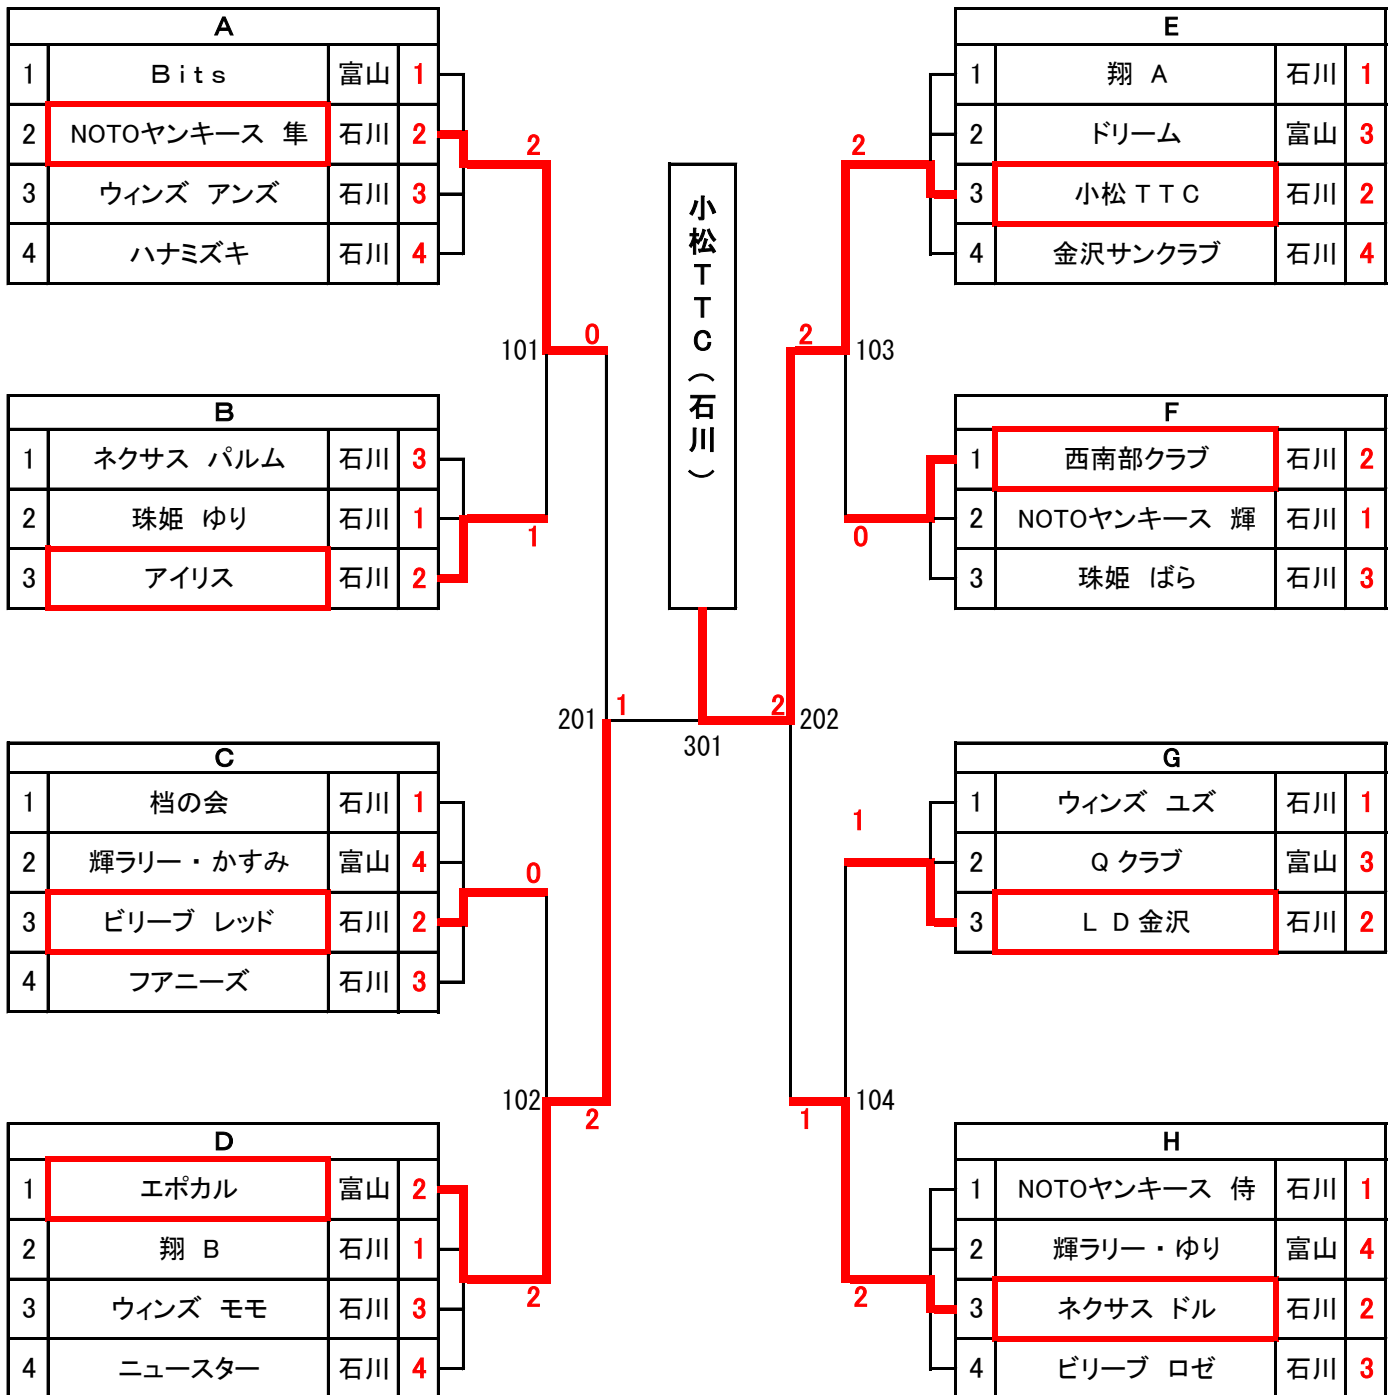 A
1 Bits 富山 1
2 NOTOヤンキース 隼 石川 2
3 ウィンズ アンズ 石川 3
4 ハナミズキ 石川 4
B
1 ネクサス パルム 石川 3
2 珠姫 ゆり 石川 1
3 アイリス 石川 2
C
1 档の会 石川 1
2 輝ラリー・かすみ 富山 4
3 ビリーブ レッド 石川 2
4 フアニーズ 石川 3
D
1 エポカル 富山 2
2 翔 B 石川 1
3 ウィンズ モモ 石川 3
4 ニュースター 石川 4
2
101 0
1
0
102 2
2
201 1
小松TTC（石川）
301
2 202
2
2 103
0
1
1 104
2
E
1 翔 A 石川 1
2 ドリーム 富山 3
3 小松TTC 石川 2
4 金沢サンクラブ 石川 4
F
1 西南部クラブ 石川 2
2 NOTOヤンキース 輝 石川 1
3 珠姫 ばら 石川 3
G
1 ウィンズ ユズ 石川 1
2 Qクラブ 富山 3
3 LD金沢 石川 2
H
1 NOTOヤンキース 侍 石川 1
2 輝ラリー・ゆり 富山 4
3 ネクサス ドル 石川 2
4 ビリーブ ロゼ 石川 3